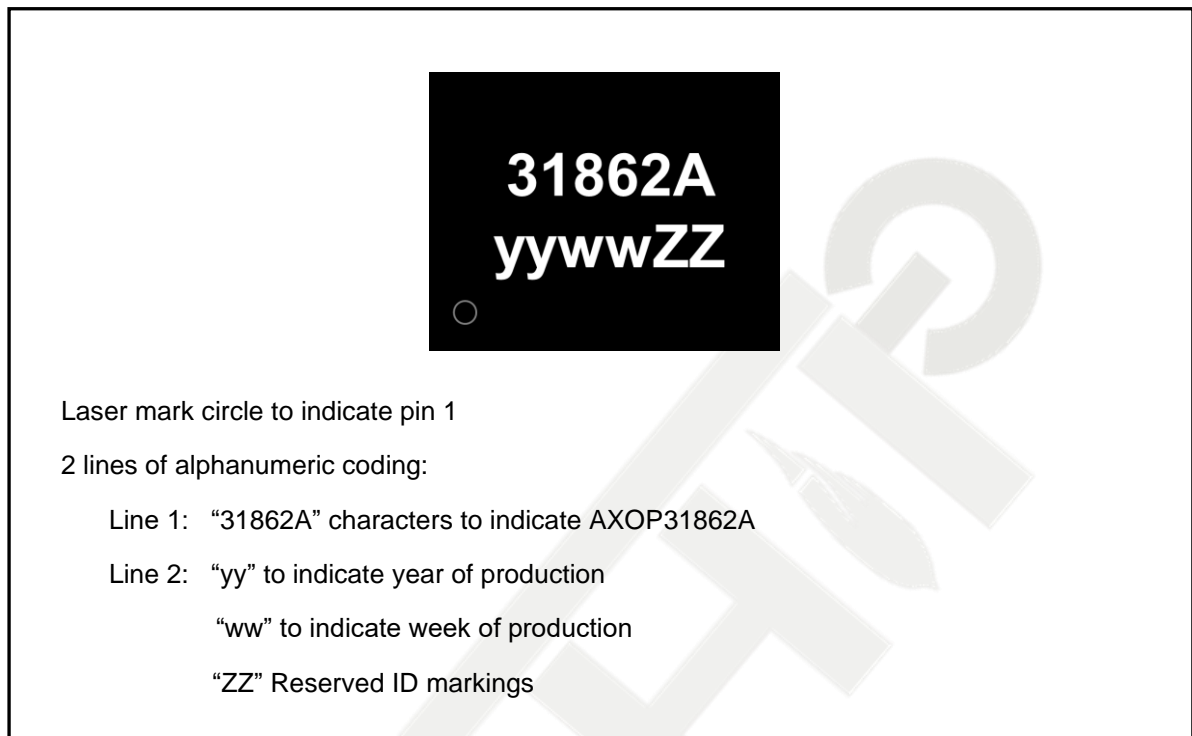 31862A
yywwZZ
Laser mark circle to indicate pin 1
2 lines of alphanumeric coding:
Line 1: “31862A” characters to indicate AXOP31862A
Line 2: “yy” to indicate year of production
“ww” to indicate week of production
“ZZ” Reserved ID markings